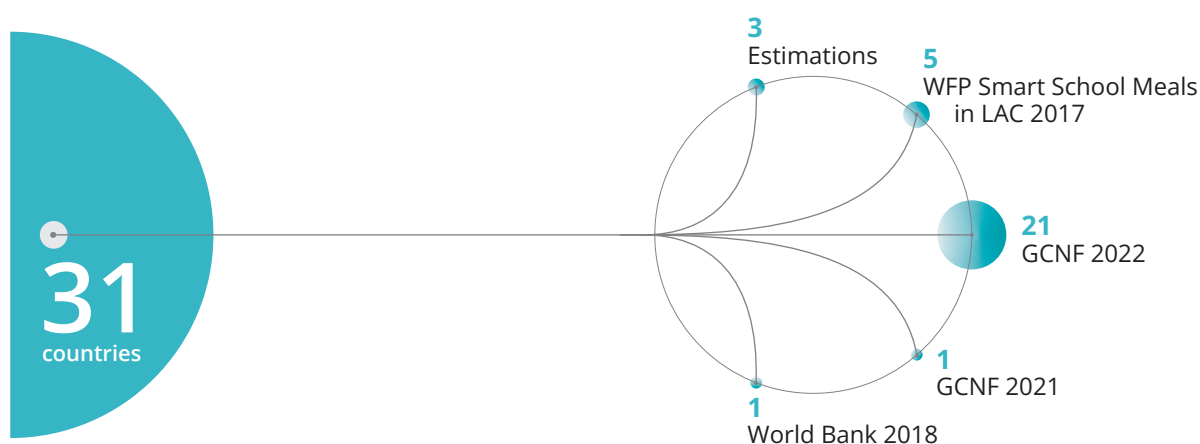 31
countries
3
Estimations
5
WFP Smart School Meals
in LAC 2017
21
GCNF 2022
1
GCNF 2021
1
World Bank 2018